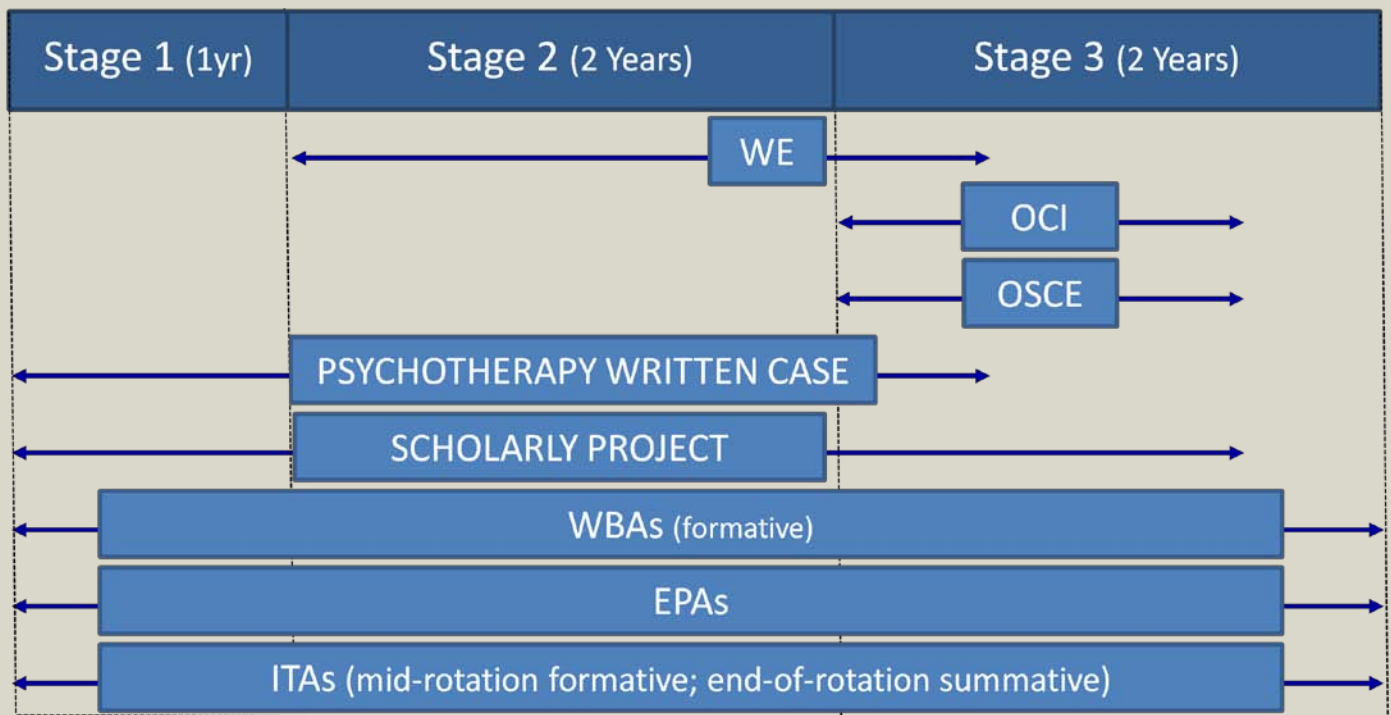 Stage 1 (1yr)
Stage 2 (2 Years)
Stage 3 (2 Years)
WE
OCI
OSCE
PSYCHOTHERAPY WRITTEN CASE
SCHOLARLY PROJECT
WBAs (formative)
EPAs
ITAs (mid-rotation formative; end-of-rotation summative)